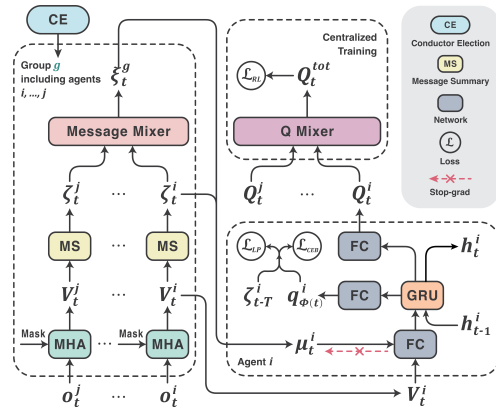 CE
Group g
including agents
i, ..., j
ξ_t^g
Message Mixer
ζ_t^j ... ζ_t^i
MS ... MS
V_t^j ... V_t^i
Mask MHA ... Mask MHA
o_t^j ... o_t^i
Centralized
Training
ℒ_RL Q_t^tot
Q Mixer
Q_t^j ... Q_t^i
ℒ_LP ℒ_CEB FC h_t^i
ζ_{t-T}^i q_{Φ(t)}^i FC GRU
μ_t^i FC h_{t-1}^i
Agent i
V_t^i
CE
Conductor Election
MS
Message Summary
Network
ℒ
Loss
Stop-grad